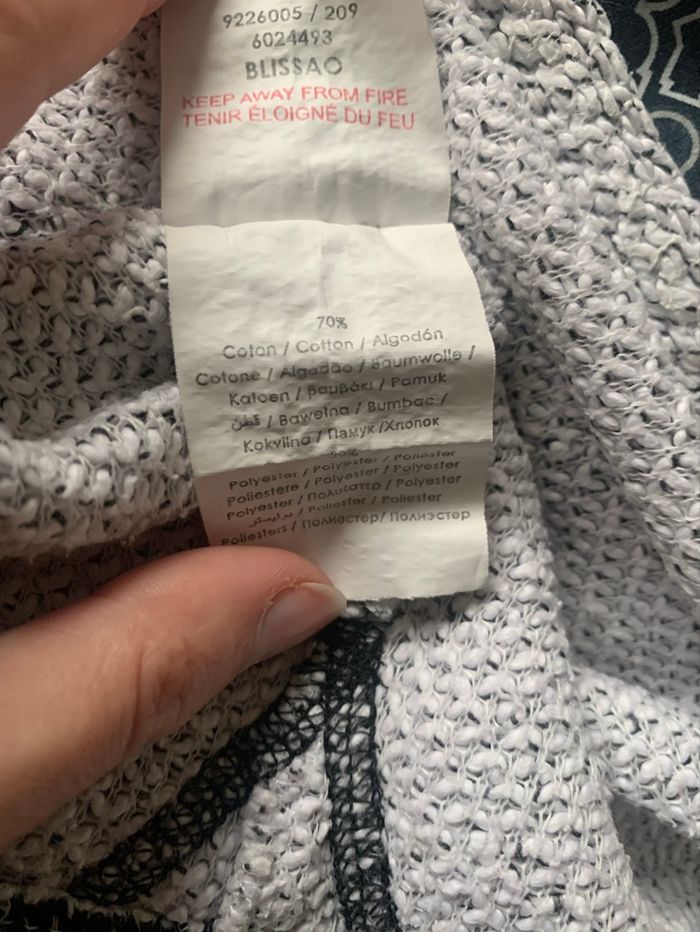 9226005 / 209
6024493
BLISSAO
KEEP AWAY FROM FIRE
TENIR ÉLOIGNÉ DU FEU
70%
Coton / Cotton / Algodón
Cotone / Algodão / Baumwolle /
Katoen / Βαμβάκι / Pamuk
قطن / Bawełna / Bumbac /
Kokvilna / Памук /Хлопок
30%
Polyester / Polyester / Poliéster
Poliestere / Polyester / Polyester
Polyester / Πολυέστερ / Polyester
بوليستر / Poliester / Poliester
Poliesters / Полиестер/ Полиэстер